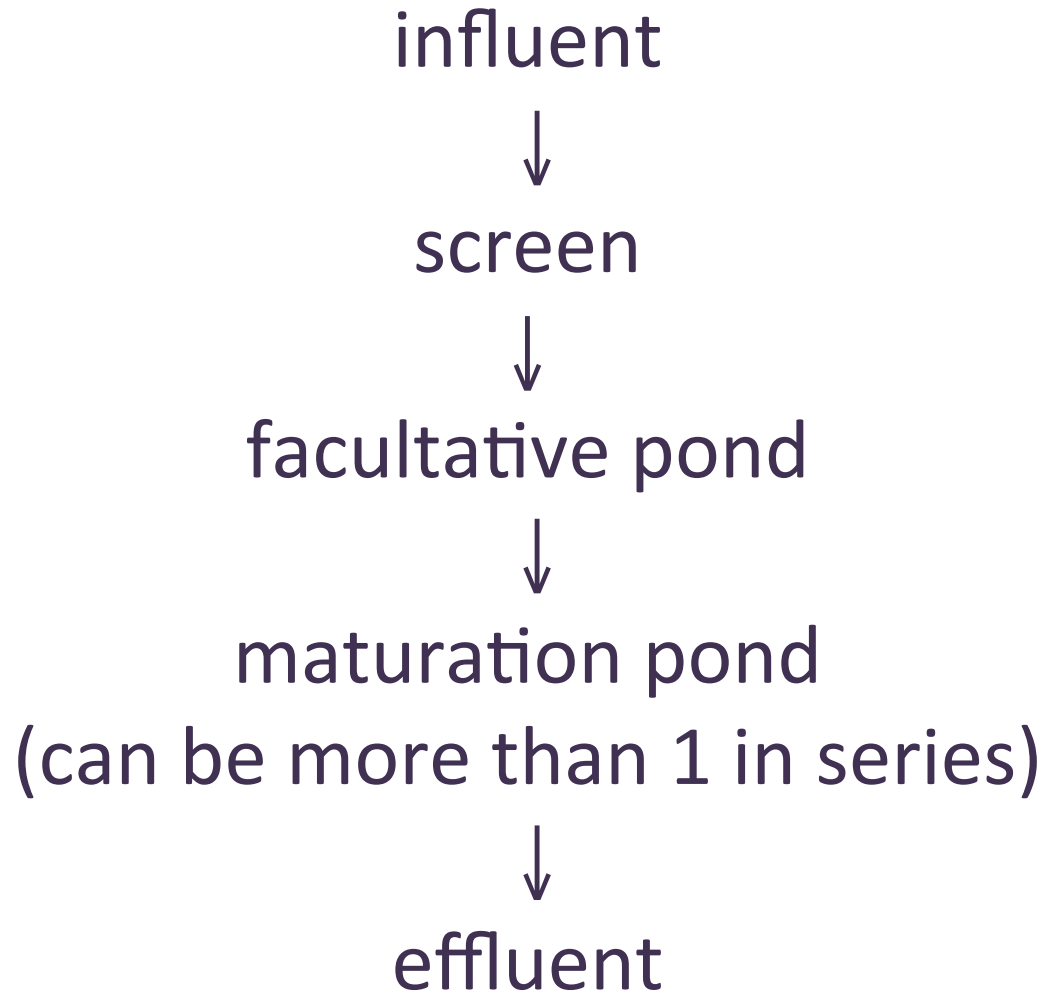 influent
↓
screen
↓
facultative pond
↓
maturation pond
(can be more than 1 in series)
↓
effluent